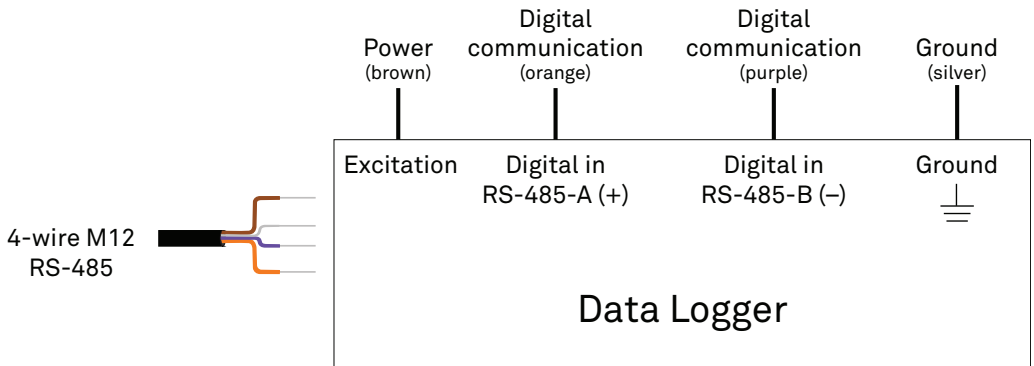 Power
(brown)
Digital
communication
(orange)
Digital
communication
(purple)
Ground
(silver)
Excitation
Digital in
RS-485-A (+)
Digital in
RS-485-B (–)
Ground
4-wire M12
RS-485
Data Logger